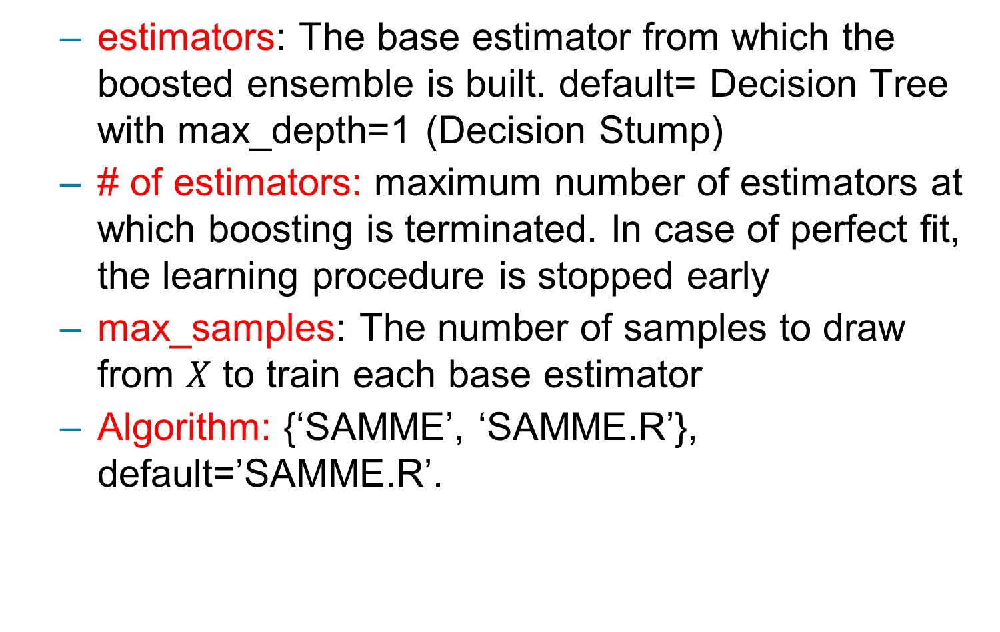 – estimators: The base estimator from which the
boosted ensemble is built. default= Decision Tree
with max_depth=1 (Decision Stump)
– # of estimators: maximum number of estimators at
which boosting is terminated. In case of perfect fit,
the learning procedure is stopped early
– max_samples: The number of samples to draw
from X to train each base estimator
– Algorithm: {‘SAMME’, ‘SAMME.R’},
default=’SAMME.R’.